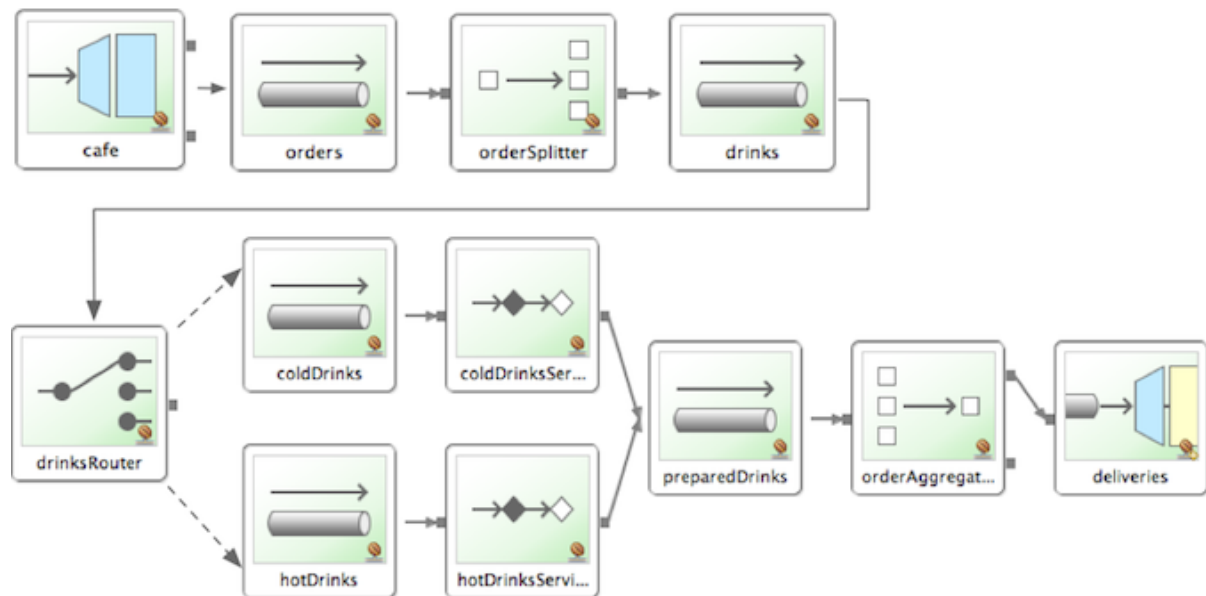 cafe
orders
orderSplitter
drinks
coldDrinks
coldDrinksSer...
drinksRouter
preparedDrinks
orderAggregat...
deliveries
hotDrinks
hotDrinksServi...